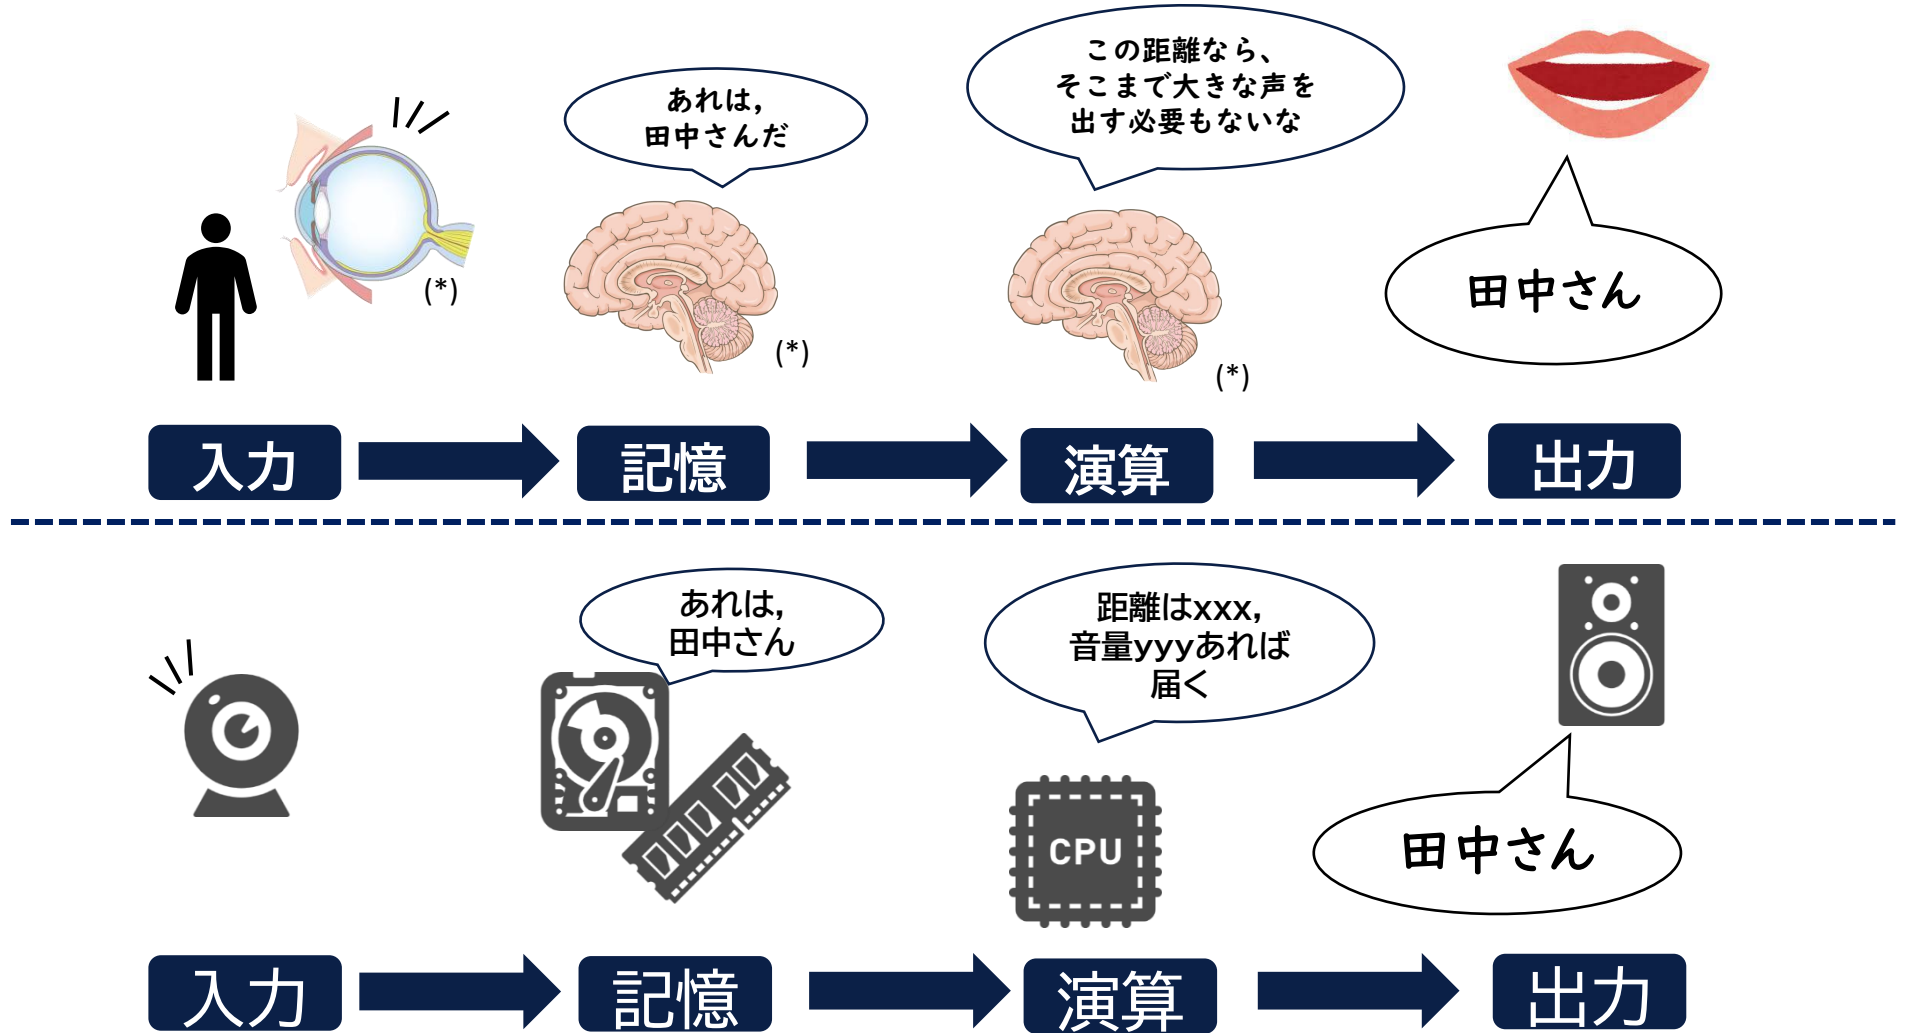 あれは,
田中さんだ
この距離なら、
そこまで大きな声を
出す必要もないな
田中さん
(*)
(*)
(*)
入力
記憶
演算
出力
あれは,
田中さん
距離はxxx,
音量yyyあれば
届く
CPU
田中さん
入力
記憶
演算
出力